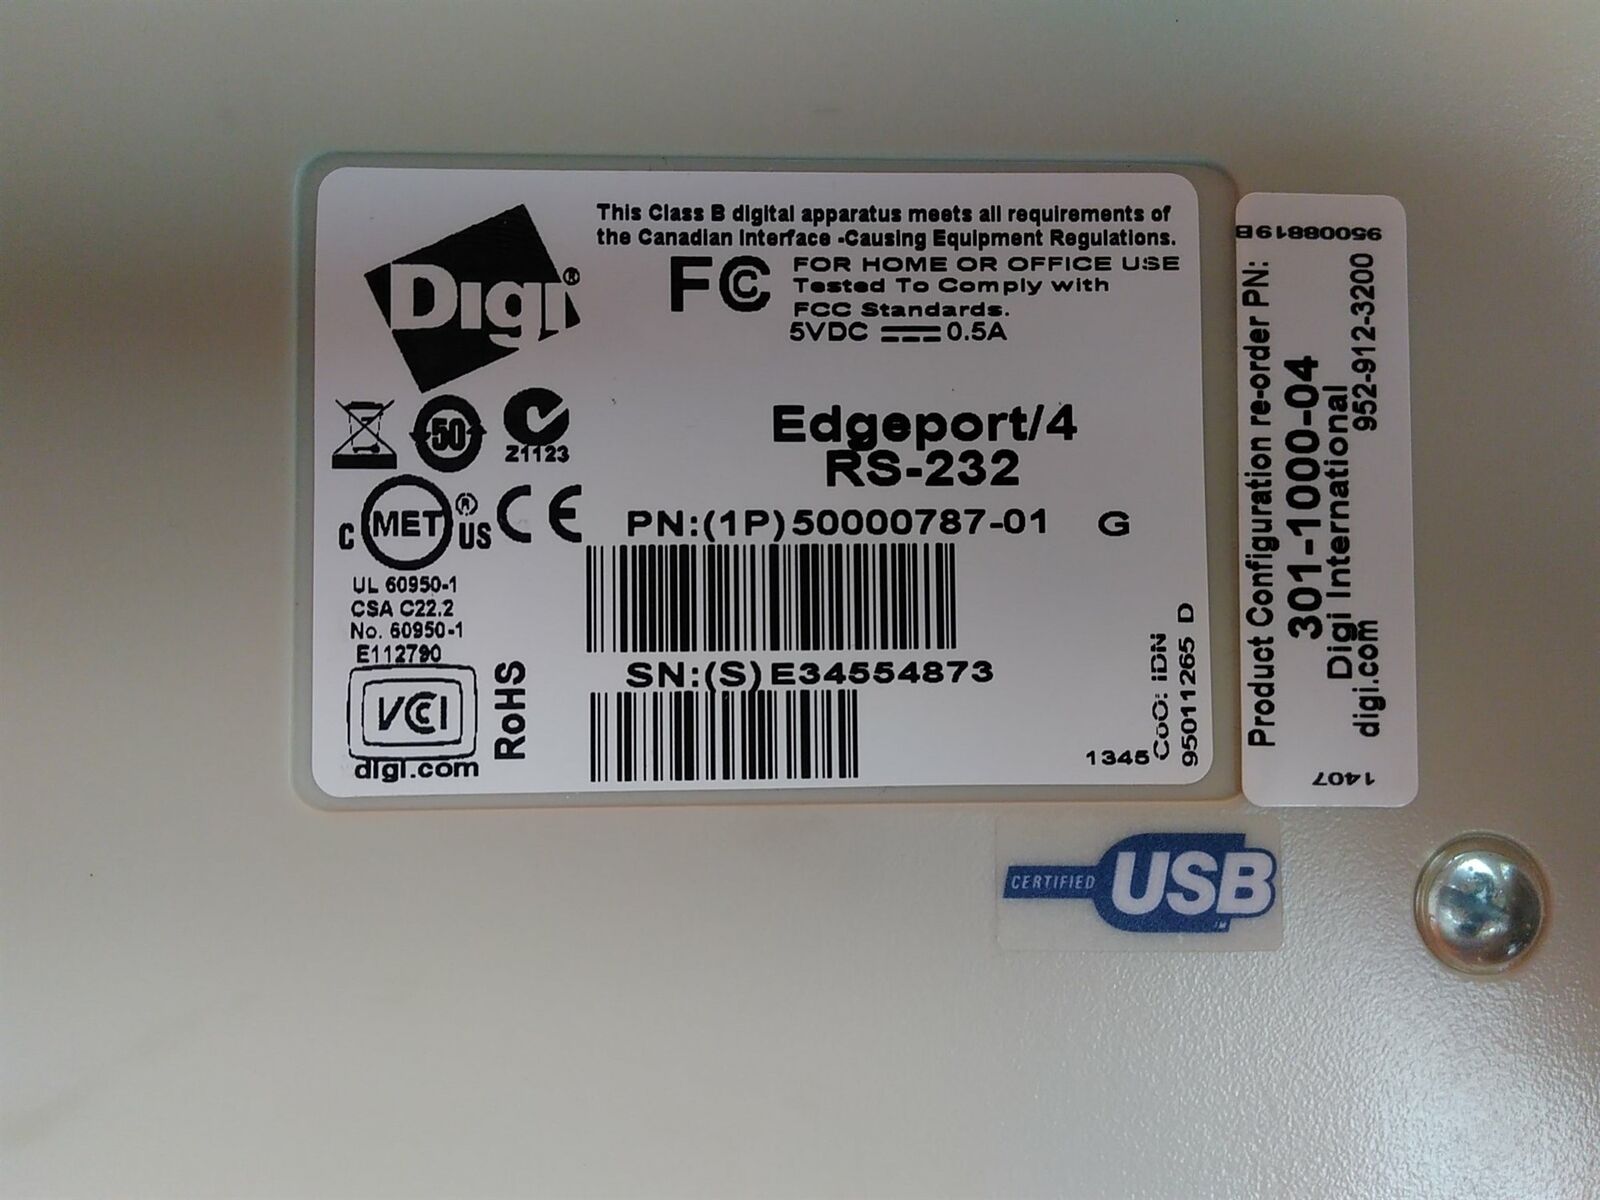 Digi®
This Class B digital apparatus meets all requirements of
the Canadian Interface -Causing Equipment Regulations.
FC
FOR HOME OR OFFICE USE
Tested To Comply with
FCC Standards.
5VDC 0.5A
50
Z1123
Edgeport/4
RS-232
C MET® US CE
PN:(1P)50000787-01 G
UL 60950-1
CSA C22.2
No. 60950-1
E112790
SN:(S)E34554873
VCI
digi.com
RoHS
1345
CoO: IDN
95011265 D
95008819B
Product Configuration re-order PN:
301-1000-04
Digi International
digi.com 952-912-3200
1407
CERTIFIED USB